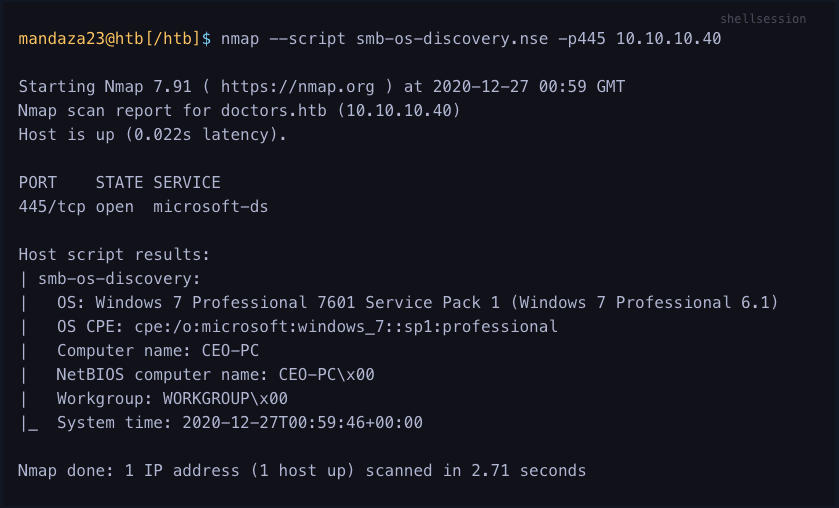 shellsession
mandaza23@htb[/htb]$ nmap --script smb-os-discovery.nse -p445 10.10.10.40
Starting Nmap 7.91 ( https://nmap.org ) at 2020-12-27 00:59 GMT
Nmap scan report for doctors.htb (10.10.10.40)
Host is up (0.022s latency).
PORT    STATE SERVICE
445/tcp open  microsoft-ds
Host script results:
| smb-os-discovery:
|   OS: Windows 7 Professional 7601 Service Pack 1 (Windows 7 Professional 6.1)
|   OS CPE: cpe:/o:microsoft:windows_7::sp1:professional
|   Computer name: CEO-PC
|   NetBIOS computer name: CEO-PC\x00
|   Workgroup: WORKGROUP\x00
|_  System time: 2020-12-27T00:59:46+00:00
Nmap done: 1 IP address (1 host up) scanned in 2.71 seconds